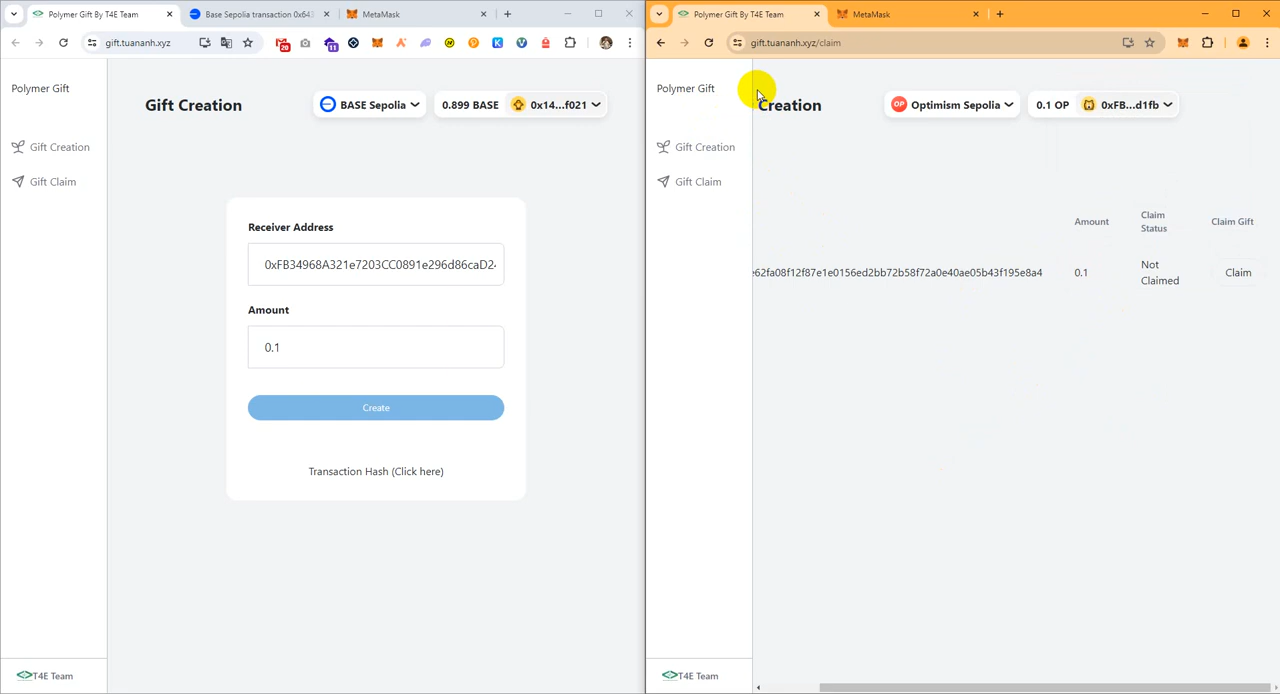 Polymer Gift By T4E Team
Base Sepolia transaction 0x643
MetaMask
gift.tuananh.xyz
20
11
Polymer Gift
Gift Creation
BASE Sepolia
0.899 BASE
0x14...f021
Gift Creation
Gift Claim
Receiver Address
0xFB34968A321e7203CC0891e296d86caD24
Amount
0.1
Create
Transaction Hash (Click here)
T4E Team
Polymer Gift By T4E Team
MetaMask
gift.tuananh.xyz/claim
Polymer Gift
Creation
OP
Optimism Sepolia
0.1 OP
0xFB...d1fb
Gift Creation
Gift Claim
Amount
Claim
Status
Claim Gift
e62fa08f12f87e1e0156ed2bb72b58f72a0e40ae05b43f195e8a4
0.1
Not
Claimed
Claim
T4E Team